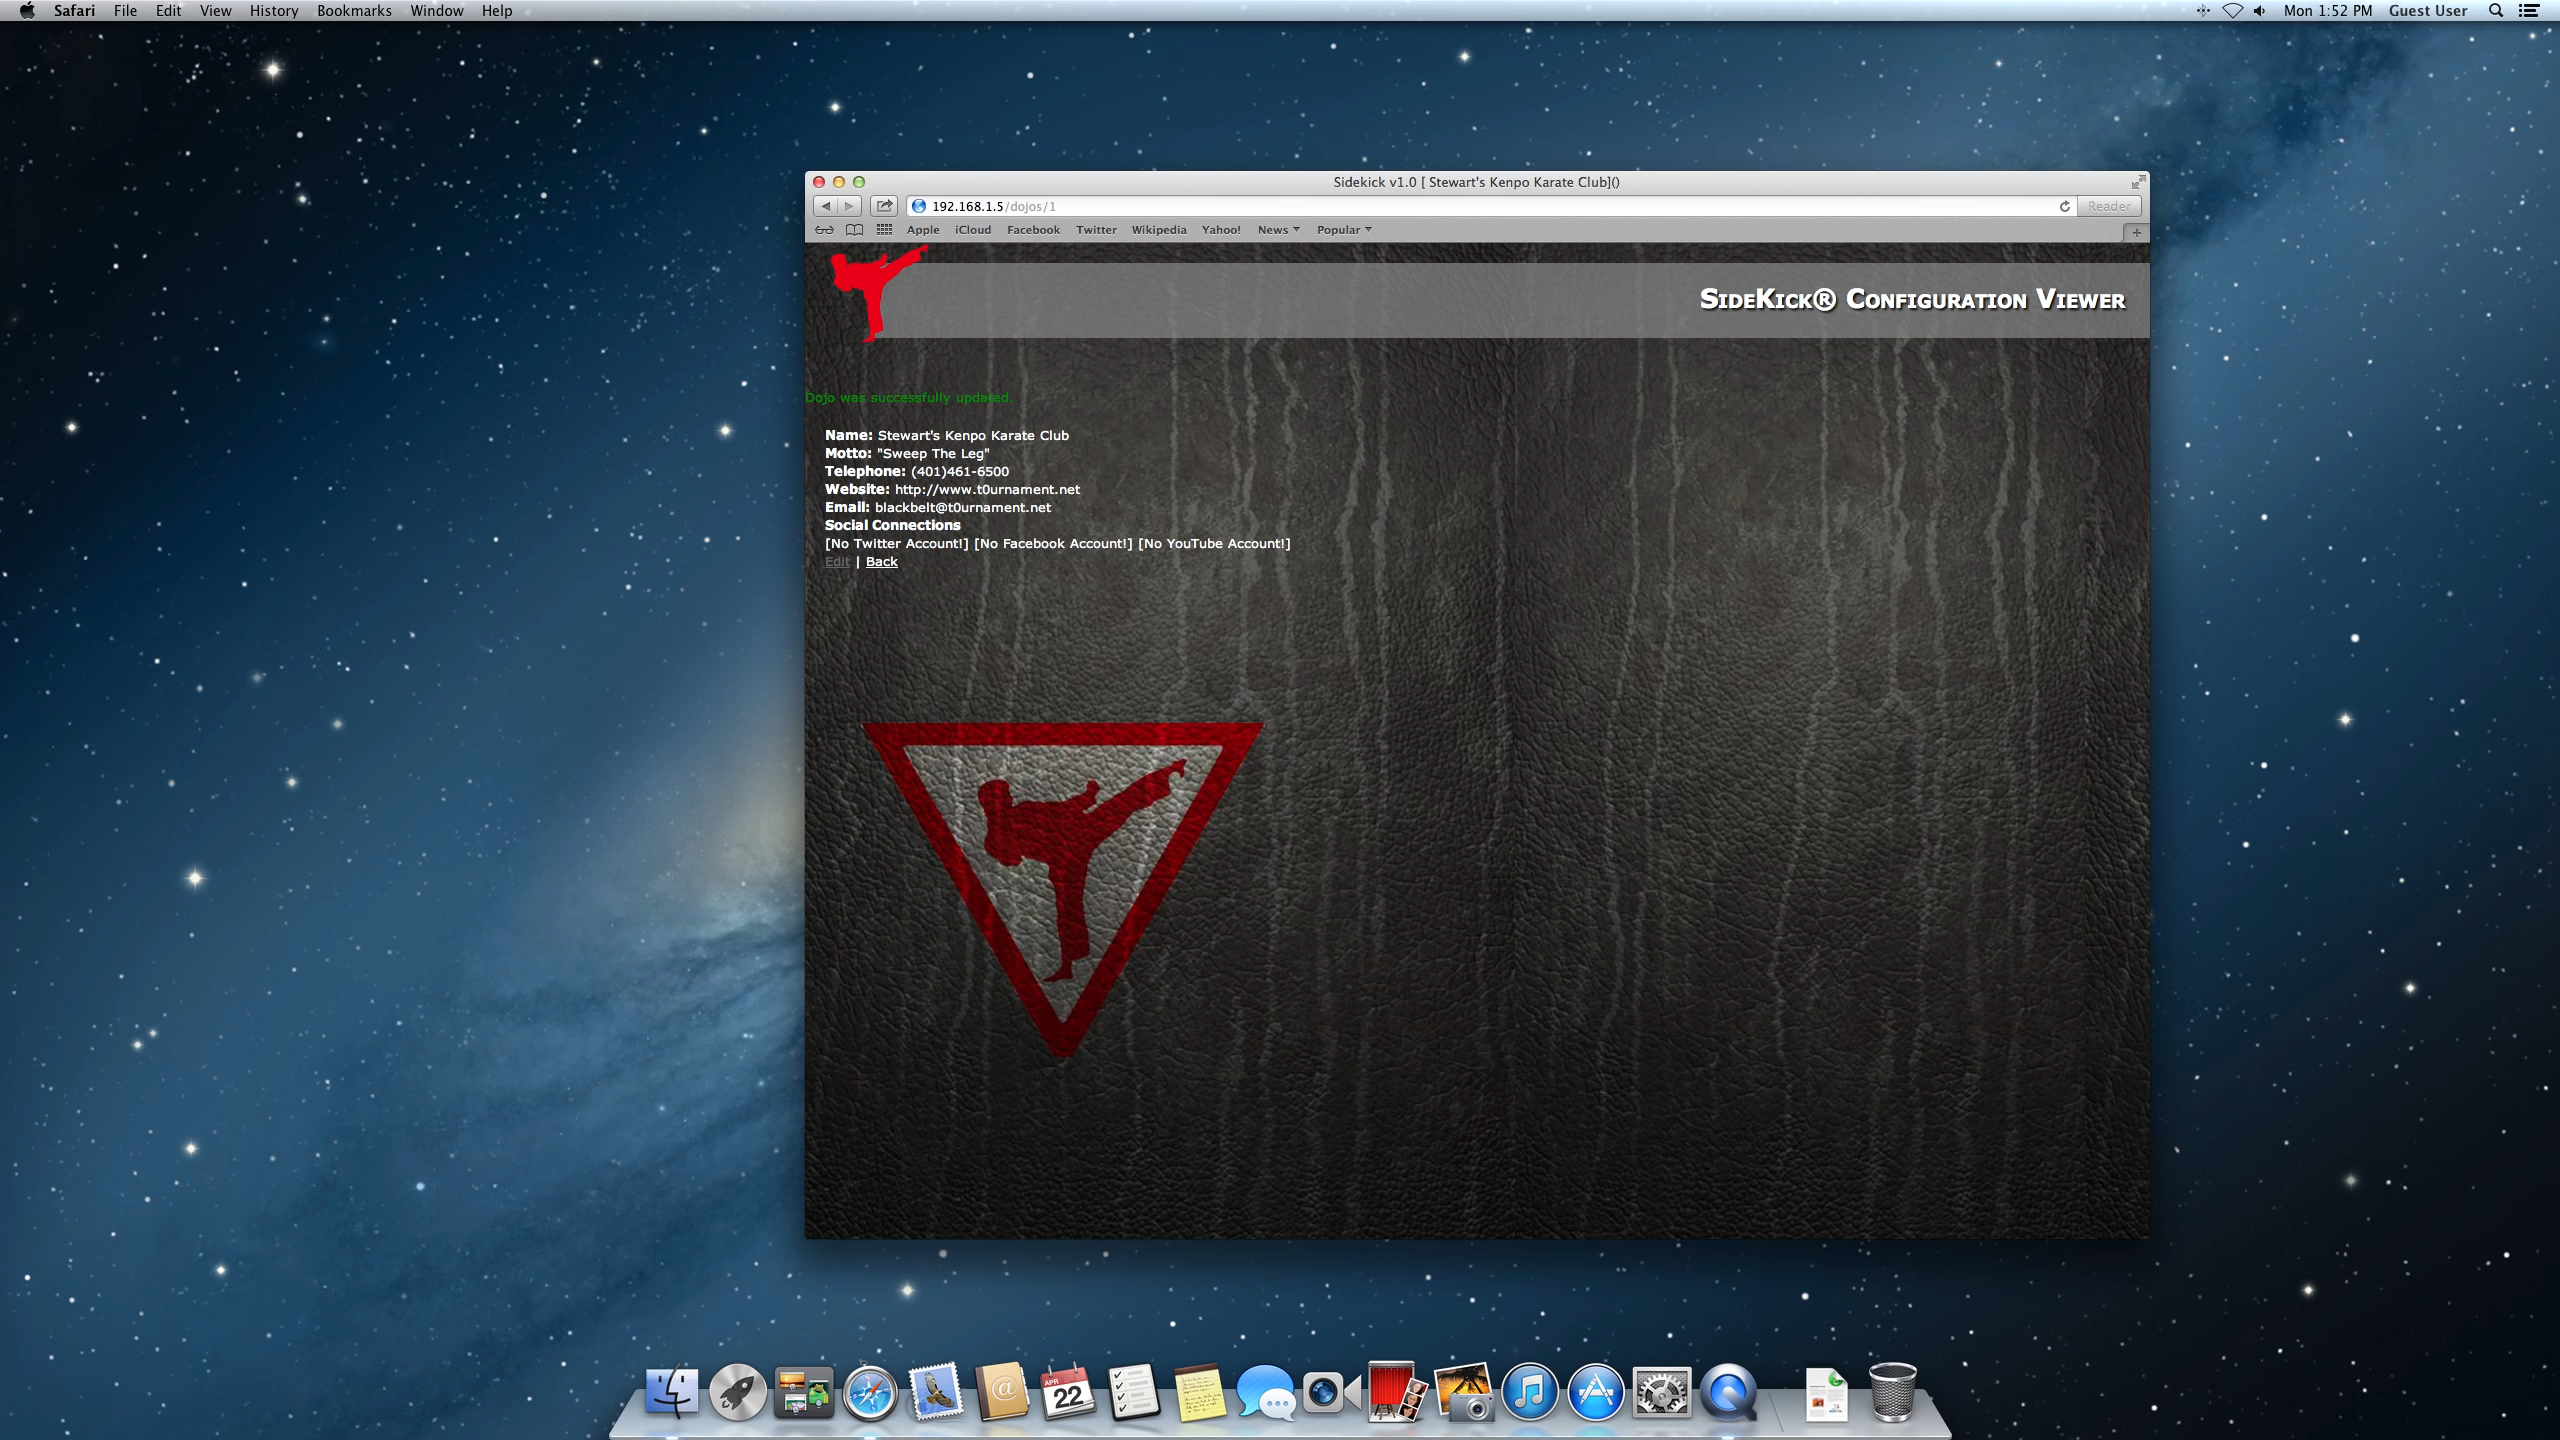 Safari File Edit View History Bookmarks Window Help
Mon 1:52 PM Guest User
Sidekick v1.0 [ Stewart's Kenpo Karate Club]()
192.168.1.5/dojos/1
Reader
Apple iCloud Facebook Twitter Wikipedia Yahoo! News Popular
SideKick® Configuration Viewer
Dojo was successfully updated.
Name: Stewart's Kenpo Karate Club
Motto: "Sweep The Leg"
Telephone: (401)461-6500
Website: http://www.t0urnament.net
Email: blackbelt@t0urnament.net
Social Connections
[No Twitter Account!] [No Facebook Account!] [No YouTube Account!]
Edit | Back
APR
22